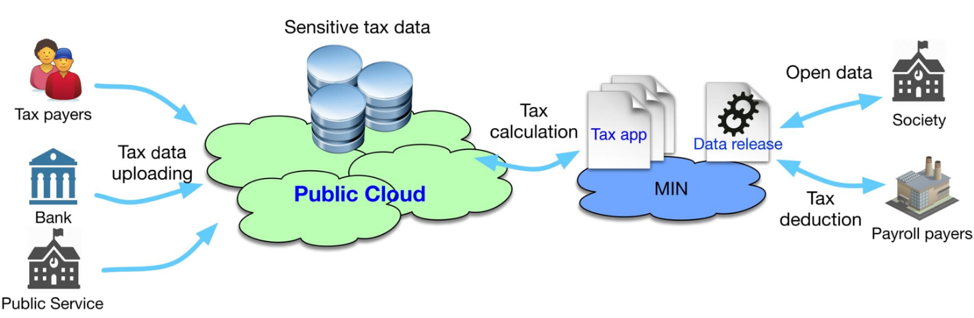 Sensitive tax data
Tax payers
Tax data
uploading
Bank
Public Service
Public Cloud
Tax
calculation
Tax app
Data release
MIN
Open data
Society
Tax
deduction
Payroll payers